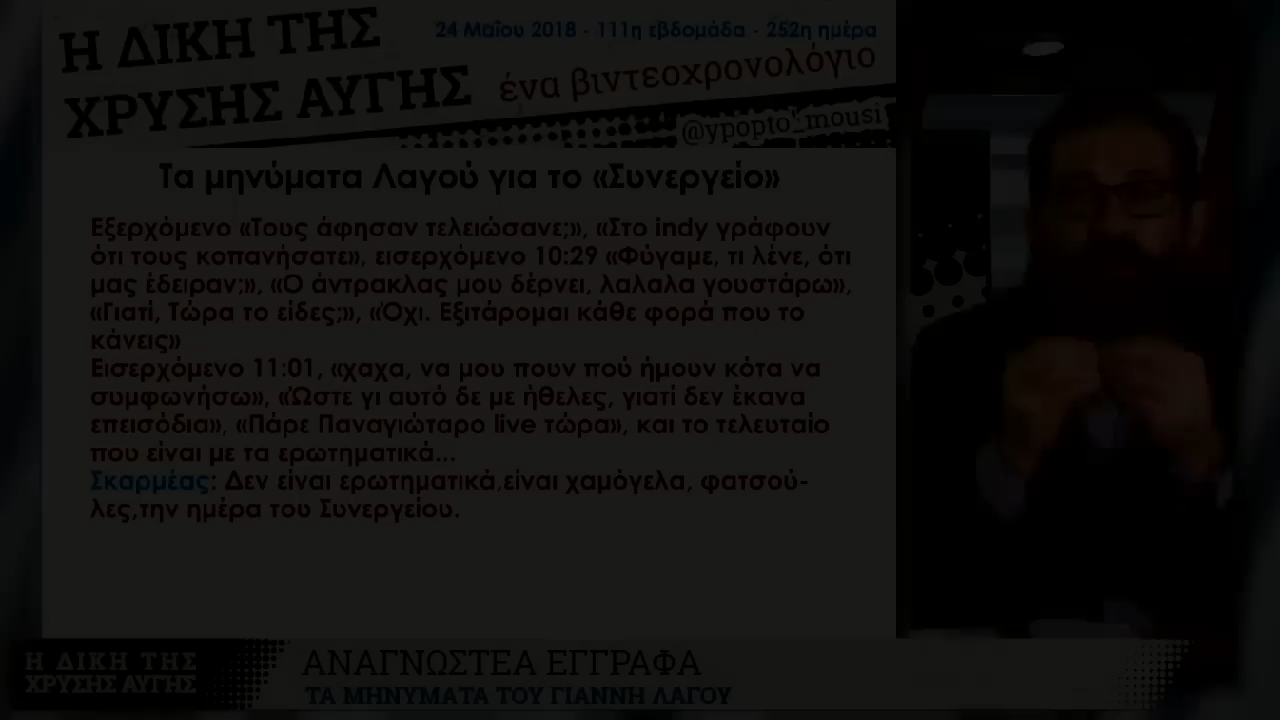 Η ΔΙΚΗ ΤΗΣ
ΧΡΥΣΗΣ ΑΥΓΗΣ
24 Μαΐου 2018 - 111η εβδομάδα - 252η ημέρα
ένα βιντεοχρονολόγιο
@ypopto_mousi
Τα μηνύματα Λαγού για το «Συνεργείο»
Εξερχόμενο «Τους άφησαν τελειώσανε;», «Στο indy γράφουν
ότι τους κοπανήσατε», εισερχόμενο 10:29 «Φύγαμε, τι λένε, ότι
μας έδειραν;», «Ο άντρακλας μου δέρνει, λαλαλα γουστάρω»,
«Γιατί, Τώρα το είδες;», «Όχι. Εξιτάρομαι κάθε φορά που το
κάνεις»
Εισερχόμενο 11:01, «χαχα, να μου πουν πού ήμουν κότα να
συμφωνήσω», «Ώστε γι αυτό δε με ήθελες, γιατί δεν έκανα
επεισόδια», «Πάρε Παναγιώταρο live τώρα», και το τελευταίο
που είναι με τα ερωτηματικά...
Σκαρμέας: Δεν είναι ερωτηματικά,είναι χαμόγελα, φατσού-
λες,την ημέρα του Συνεργείου.
Η ΔΙΚΗ ΤΗΣ
ΧΡΥΣΗΣ ΑΥΓΗΣ
ΑΝΑΓΝΩΣΤΕΑ ΕΓΓΡΑΦΑ
ΤΑ ΜΗΝΥΜΑΤΑ ΤΟΥ ΓΙΑΝΝΗ ΛΑΓΟΥ